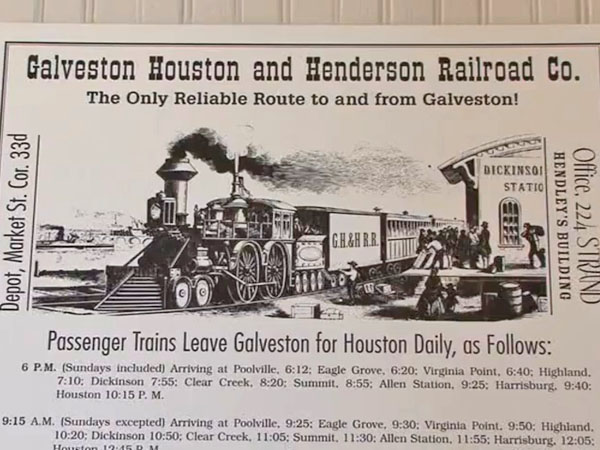 Galveston Houston and Henderson Railroad Co.
The Only Reliable Route to and from Galveston!
Depot, Market St. Cor. 33d
G.H.&H R.R.
DICKINSO
STATIO
Office, 224 STRAND
HENDLEY'S BUILDING
Passenger Trains Leave Galveston for Houston Daily, as Follows:
6 P.M. (Sundays included) Arriving at Poolville, 6:12; Eagle Grove, 6:20; Virginia Point, 6:40; Highland,
7:10; Dickinson 7:55; Clear Creek, 8:20; Summit, 8:55; Allen Station, 9:25; Harrisburg, 9:40;
Houston 10:15 P. M.
9:15 A.M. (Sundays excepted) Arriving at Poolville, 9:25; Eagle Grove, 9:30; Virginia Point, 9:50; Highland,
10:20; Dickinson 10:50; Clear Creek, 11:05; Summit, 11:30; Allen Station, 11:55; Harrisburg, 12:05;
Houston 12:45 P. M.